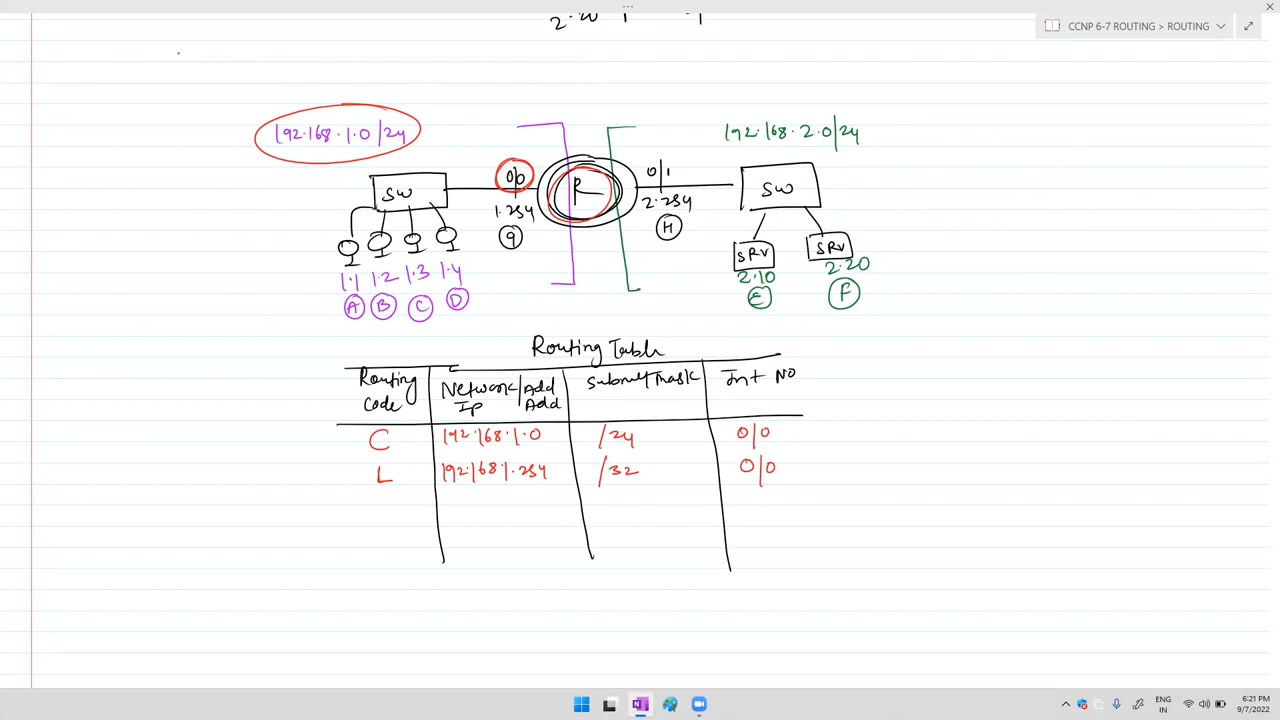 CCNP 6-7 ROUTING > ROUTING
192.168.1.0/24
192.168.2.0/24
SW
0/0
R
0/1
SW
1.254
2.254
G
H
SRV
SRV
1.1 1.2 1.3 1.4
2.10
2.20
A B C D
E
F
Routing Table
Routing Code
Network/Add
IP Add
Subnet Mask
Int No
C 192.168.1.0 /24 0/0
L 192.168.1.254 /32 0/0
ENG
IN
6:21 PM
9/7/2022